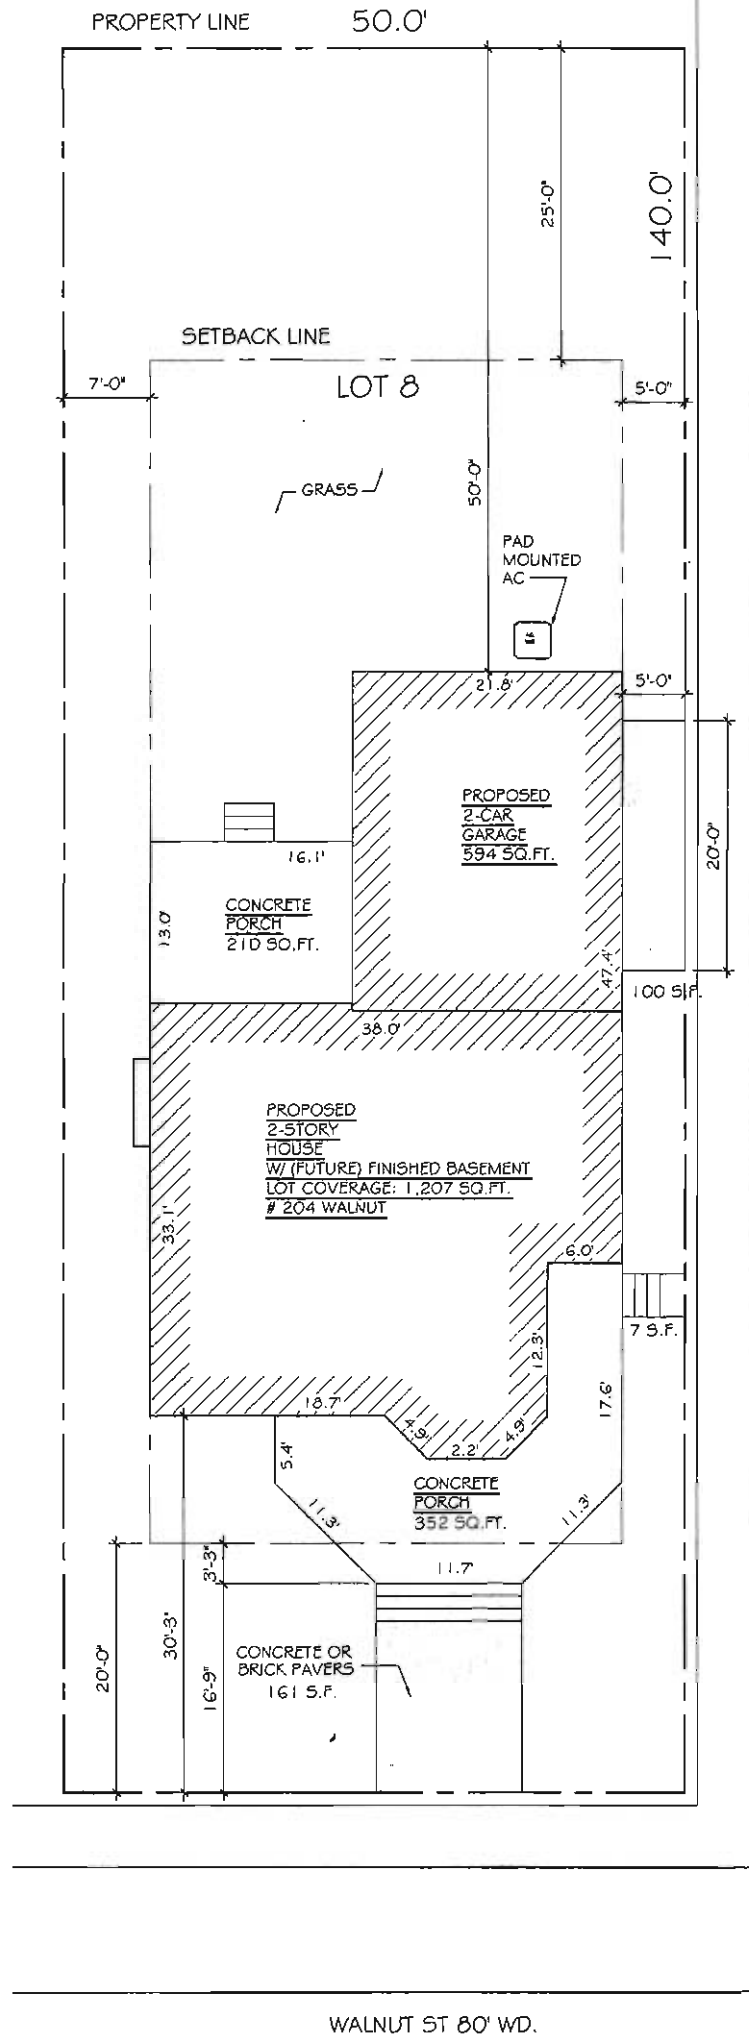 PROPERTY LINE
50.0'
25'-0"
140.0'
SETBACK LINE
7'-0"
LOT 8
5'-0"
GRASS
50'-0"
PAD
MOUNTED
AC
21.8'
5'-0"
PROPOSED
2-CAR
GARAGE
594 SQ.FT.
20'-0"
16.1'
CONCRETE
PORCH
210 SQ.FT.
13.0'
47.4'
100 S.F.
38.0'
PROPOSED
2-STORY
HOUSE
W/ (FUTURE) FINISHED BASEMENT
LOT COVERAGE: 1,207 SQ.FT.
# 204 WALNUT
33.1'
6.0'
7 S.F.
12.3'
17.6'
18.7'
4.9'
2.2'
4.9'
5.4'
CONCRETE
PORCH
352 SQ.FT.
11.3'
11.3'
11.7'
3'-3"
30'-3"
20'-0"
16'-9"
CONCRETE OR
BRICK PAVERS
161 S.F.
WALNUT ST 80' WD.